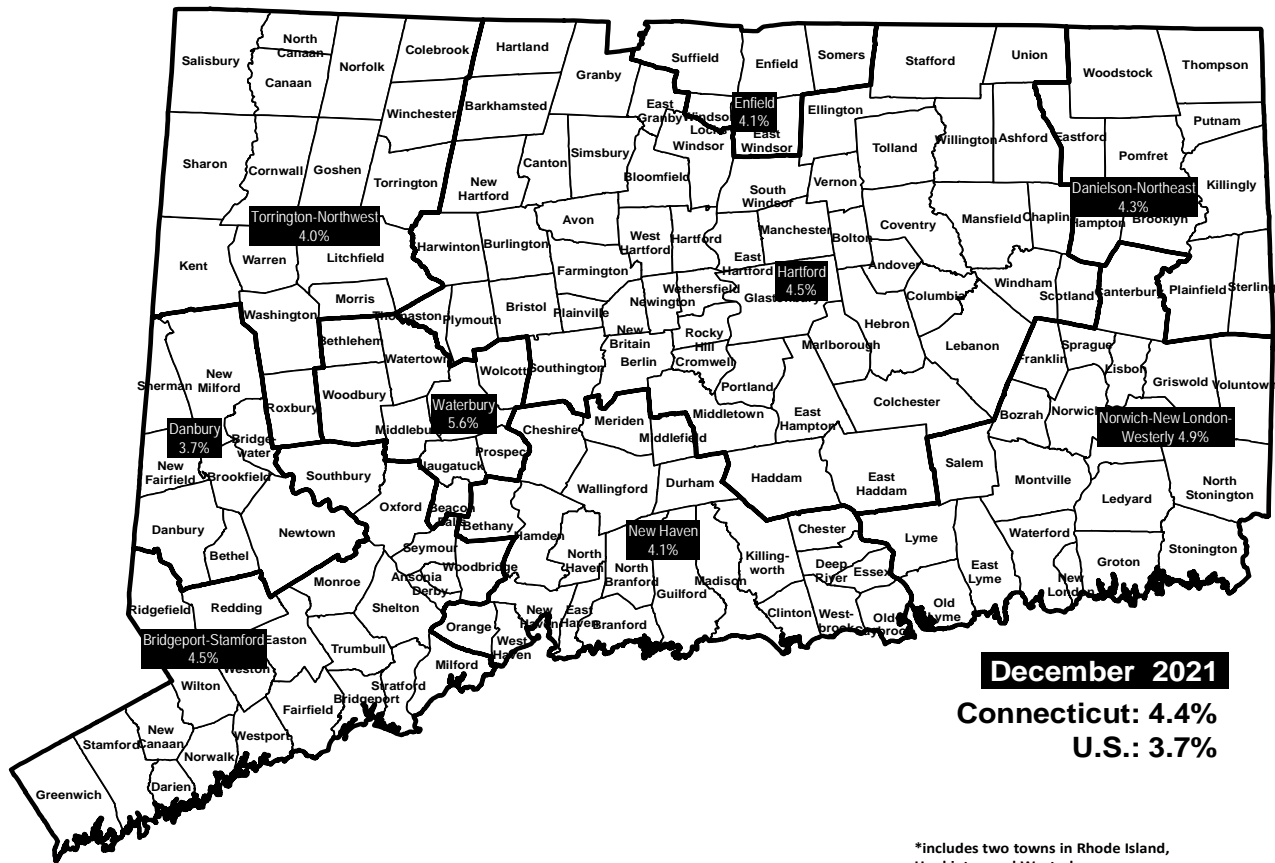 North
Canaan
Colebrook
Hartland
Suffield
Enfield
Somers
Stafford
Union
Woodstock
Thompson
Salisbury
Norfolk
Granby
Canaan
Winchester
Barkhamsted
East
Granby
Windsor
Locks
Enfield
4.1%
East
Windsor
Ellington
Putnam
Sharon
Cornwall
Goshen
Torrington
New
Hartford
Canton
Simsbury
Bloomfield
Windsor
Tolland
Willington
Ashford
Eastford
Pomfret
Killingly
South
Windsor
Vernon
Torrington-Northwest
4.0%
Danielson-Northeast
4.3%
Hampton
Brooklyn
Kent
Warren
Litchfield
Harwinton
Burlington
Avon
West
Hartford
Hartford
East
Hartford
Manchester
Bolton
Coventry
Mansfield
Chaplin
Farmington
Hartford
4.5%
Andover
Columbia
Windham
Scotland
Canterbury
Plainfield
Washington
Morris
Thomaston
Plymouth
Bristol
Plainville
Newington
Wethersfield
New
Britain
Rocky
Hill
Hebron
Lebanon
Bethlehem
Watertown
Wolcott
Southington
Berlin
Cromwell
Marlborough
Franklin
Sprague
Lisbon
Griswold
Sherman
New
Milford
Roxbury
Woodbury
Waterbury
5.6%
Portland
Colchester
Bozrah
Danbury
3.7%
Bridge-
water
Cheshire
Meriden
Middletown
Middlefield
East
Hampton
Norwich-New London-
Westerly 4.9%
New
Fairfield
Brookfield
Southbury
Naugatuck
Wallingford
Durham
Haddam
East
Haddam
Salem
Montville
Ledyard
North
Stonington
Danbury
Bethel
Newtown
Oxford
Beacon
Falls
Bethany
Hamden
North
Haven
New Haven
4.1%
North
Branford
Guilford
Madison
Killing-
worth
Chester
Deep
River
Essex
Lyme
East
Lyme
Waterford
New
London
Groton
Stonington
Seymour
Woodbridge
Ansonia
Derby
Ridgefield
Redding
Monroe
Shelton
Orange
New
Haven
West
Haven
East
Haven
Branford
Clinton
West-
brook
Old
Saybrook
Old
Lyme
Bridgeport-Stamford
4.5%
Easton
Weston
Trumbull
Milford
Wilton
Fairfield
Bridgeport
Stratford
Stamford
New
Canaan
Norwalk
Westport
Greenwich
Darien
December 2021
Connecticut: 4.4%
U.S.: 3.7%
*includes two towns in Rhode Island,